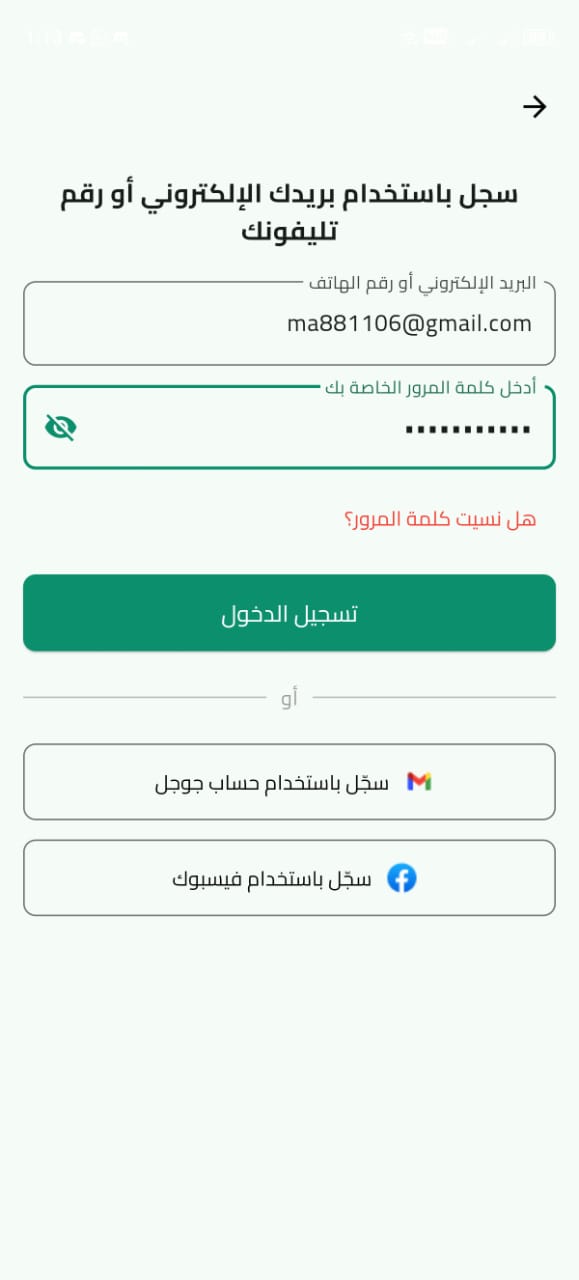 سجل باستخدام بريدك الإلكتروني أو رقم
تليفونك
البريد الإلكتروني أو رقم الهاتف
ma881106@gmail.com
أدخل كلمة المرور الخاصة بك
هل نسيت كلمة المرور؟
تسجيل الدخول
أو
سجّل باستخدام حساب جوجل
سجّل باستخدام فيسبوك